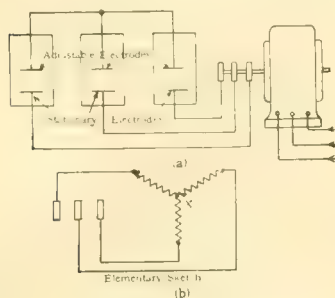 Adjustable Electrodes
Stationary Electrodes
(a)
X
Elementary Sketch
(b)